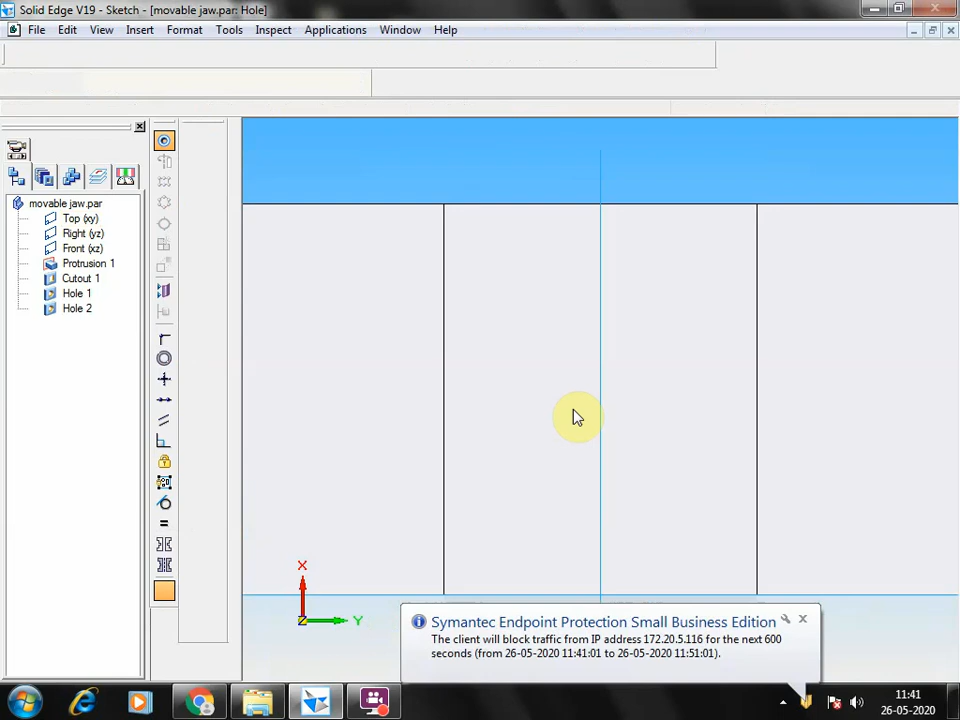 Solid Edge V19 - Sketch - [movable jaw.par: Hole]
File Edit View Insert Format Tools Inspect Applications Window Help
movable jaw.par
Top (xy)
Right (yz)
Front (xz)
Protrusion 1
Cutout 1
Hole 1
Hole 2
X
Y
Symantec Endpoint Protection Small Business Edition
The client will block traffic from IP address 172.20.5.116 for the next 600
seconds (from 26-05-2020 11:41:01 to 26-05-2020 11:51:01).
11:41
26-05-2020